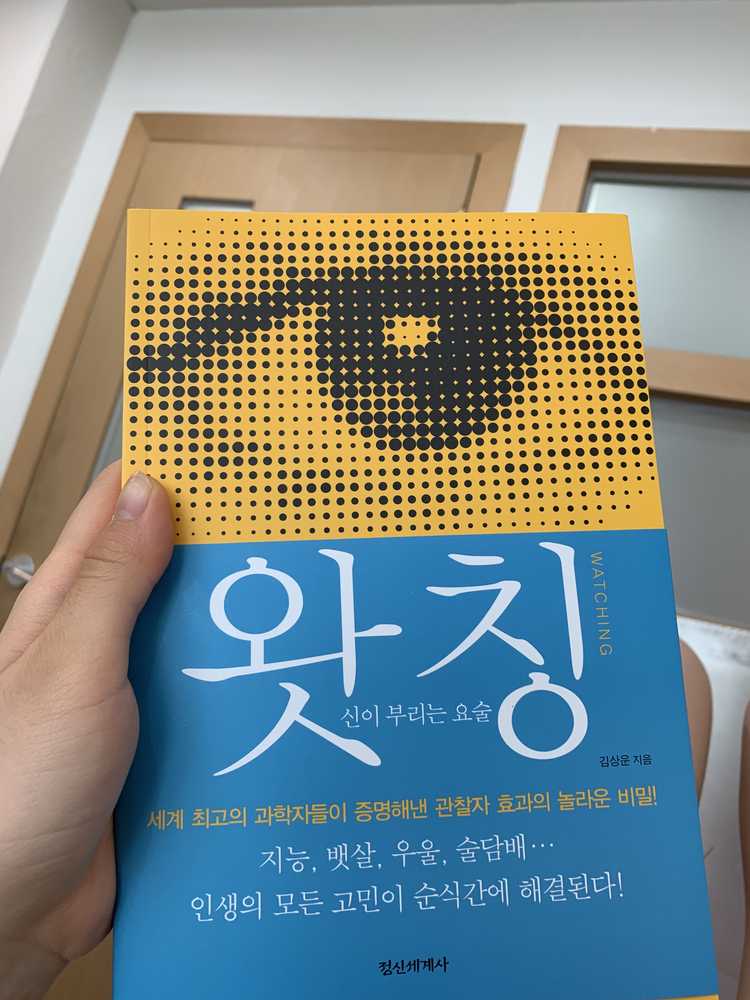 왓칭
WATCHING
신이 부리는 요술
김상운 지음
세계 최고의 과학자들이 증명해낸 관찰자 효과의 놀라운 비밀!
지능, 뱃살, 우울, 술담배…
인생의 모든 고민이 순식간에 해결된다!
정신세계사